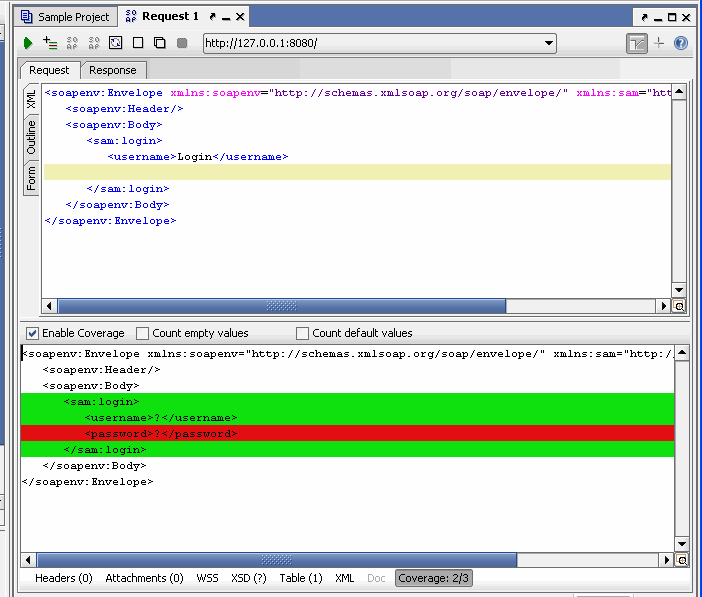 Sample Project
Request 1
http://127.0.0.1:8080/
Request
Response
XML
Outline
Form
<soapenv:Envelope xmlns:soapenv="http://schemas.xmlsoap.org/soap/envelope/" xmlns:sam="htt
<soapenv:Header/>
<soapenv:Body>
<sam:login>
<username>Login</username>
</sam:login>
</soapenv:Body>
</soapenv:Envelope>
Enable Coverage
Count empty values
Count default values
<soapenv:Envelope xmlns:soapenv="http://schemas.xmlsoap.org/soap/envelope/" xmlns:sam="http:/
<soapenv:Header/>
<soapenv:Body>
<sam:login>
<username>?</username>
<password>?</password>
</sam:login>
</soapenv:Body>
</soapenv:Envelope>
Headers (0) Attachments (0) WSS XSD (?) Table (1) XML Doc Coverage: 2/3